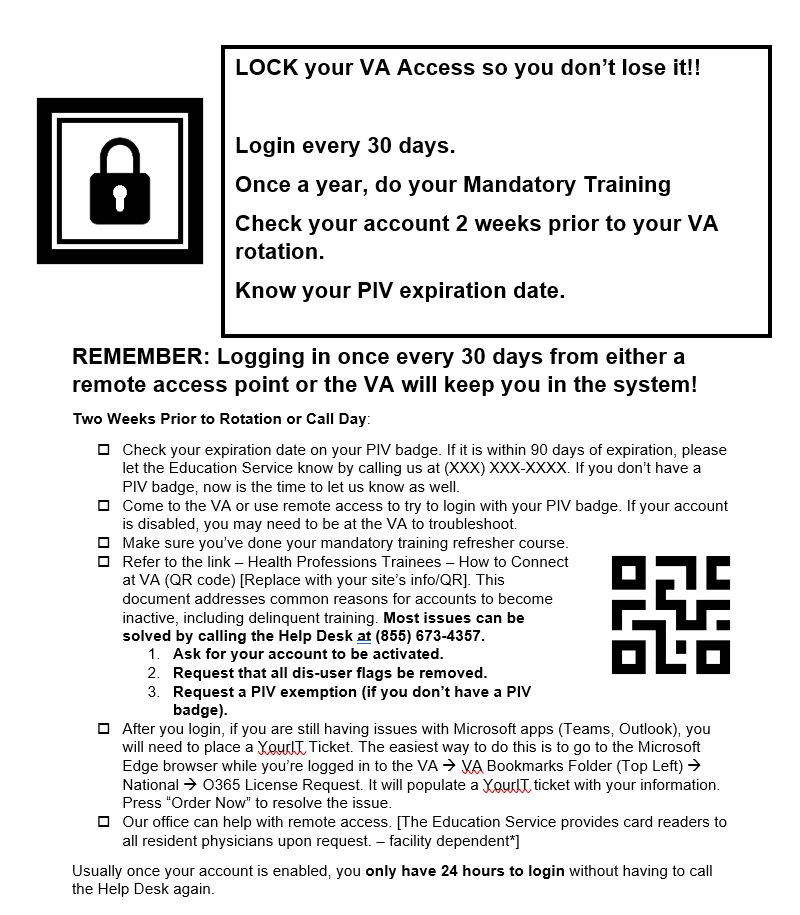 LOCK your VA Access so you don’t lose it!!
Login every 30 days.
Once a year, do your Mandatory Training
Check your account 2 weeks prior to your VA
rotation.
Know your PIV expiration date.
REMEMBER: Logging in once every 30 days from either a
remote access point or the VA will keep you in the system!
Two Weeks Prior to Rotation or Call Day:
☐ Check your expiration date on your PIV badge. If it is within 90 days of expiration, please
let the Education Service know by calling us at (XXX) XXX-XXXX. If you don’t have a
PIV badge, now is the time to let us know as well.
☐ Come to the VA or use remote access to try to login with your PIV badge. If your account
is disabled, you may need to be at the VA to troubleshoot.
☐ Make sure you’ve done your mandatory training refresher course.
☐ Refer to the link – Health Professions Trainees – How to Connect
at VA (QR code) [Replace with your site’s info/QR]. This
document addresses common reasons for accounts to become
inactive, including delinquent training. Most issues can be
solved by calling the Help Desk at (855) 673-4357.
1. Ask for your account to be activated.
2. Request that all dis-user flags be removed.
3. Request a PIV exemption (if you don’t have a PIV
badge).
☐ After you login, if you are still having issues with Microsoft apps (Teams, Outlook), you
will need to place a YourIT Ticket. The easiest way to do this is to go to the Microsoft
Edge browser while you’re logged in to the VA → VA Bookmarks Folder (Top Left) →
National → O365 License Request. It will populate a YourIT ticket with your information.
Press “Order Now” to resolve the issue.
☐ Our office can help with remote access. [The Education Service provides card readers to
all resident physicians upon request. – facility dependent*]
Usually once your account is enabled, you only have 24 hours to login without having to call
the Help Desk again.